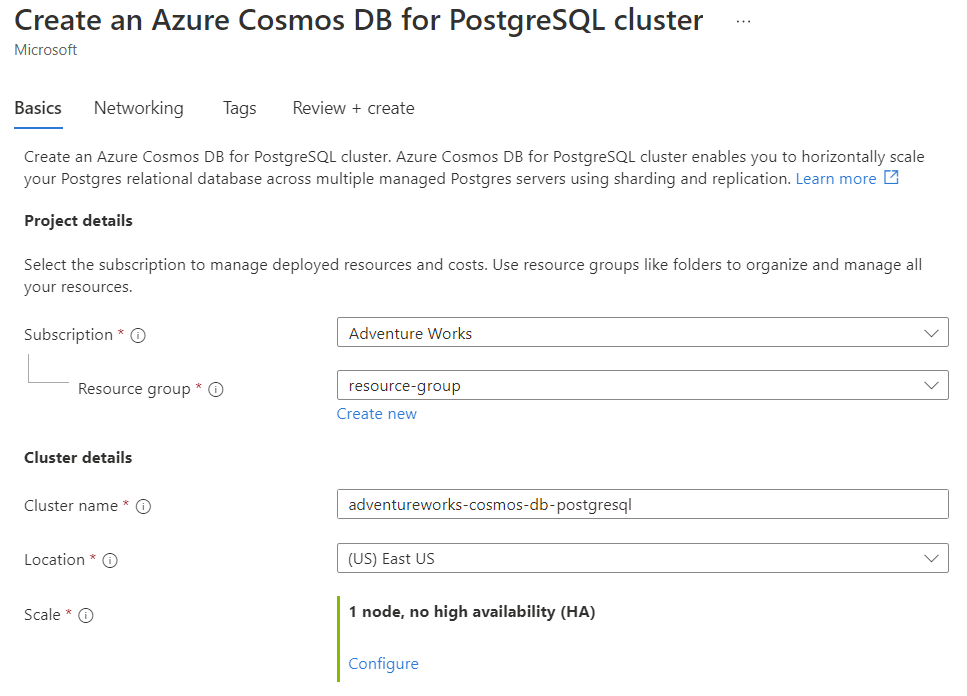 Create an Azure Cosmos DB for PostgreSQL cluster ...
Microsoft
Basics Networking Tags Review + create
Create an Azure Cosmos DB for PostgreSQL cluster. Azure Cosmos DB for PostgreSQL cluster enables you to horizontally scale
your Postgres relational database across multiple managed Postgres servers using sharding and replication. Learn more
Project details
Select the subscription to manage deployed resources and costs. Use resource groups like folders to organize and manage all
your resources.
Subscription * Adventure Works
Resource group * resource-group
Create new
Cluster details
Cluster name * adventureworks-cosmos-db-postgresql
Location * (US) East US
Scale * 1 node, no high availability (HA)
Configure